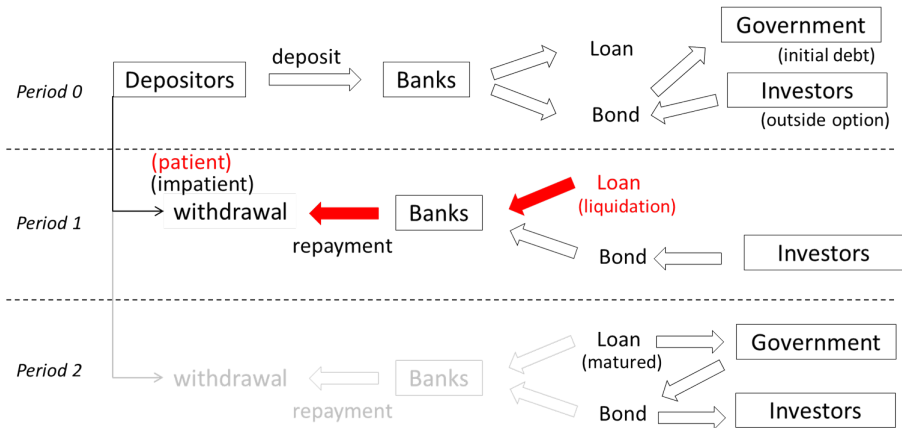 Government
Loan
(initial debt)
deposit
Depositors
Banks
Period 0
Investors
Bond
(outside option)
(patient)
(impatient)
Loan
(liquidation)
withdrawal
Banks
Period 1
repayment
Bond
Investors
Loan
Government
(matured)
Period 2
withdrawal
Banks
repayment
Bond
Investors